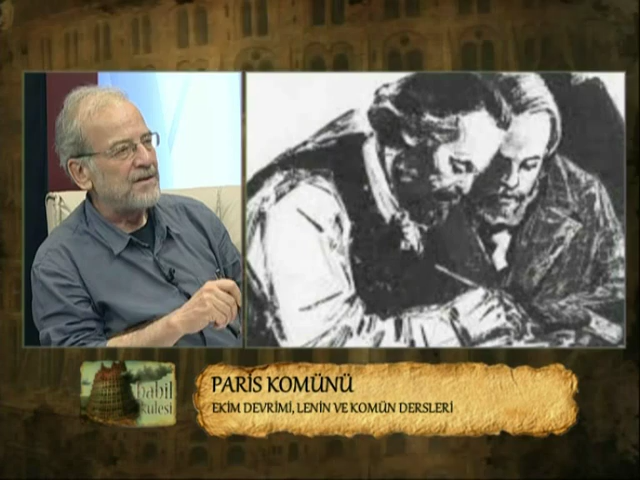 babil
kulesi
PARİS KOMÜNÜ
EKİM DEVRİMİ, LENİN VE KOMÜN DERSLERİ